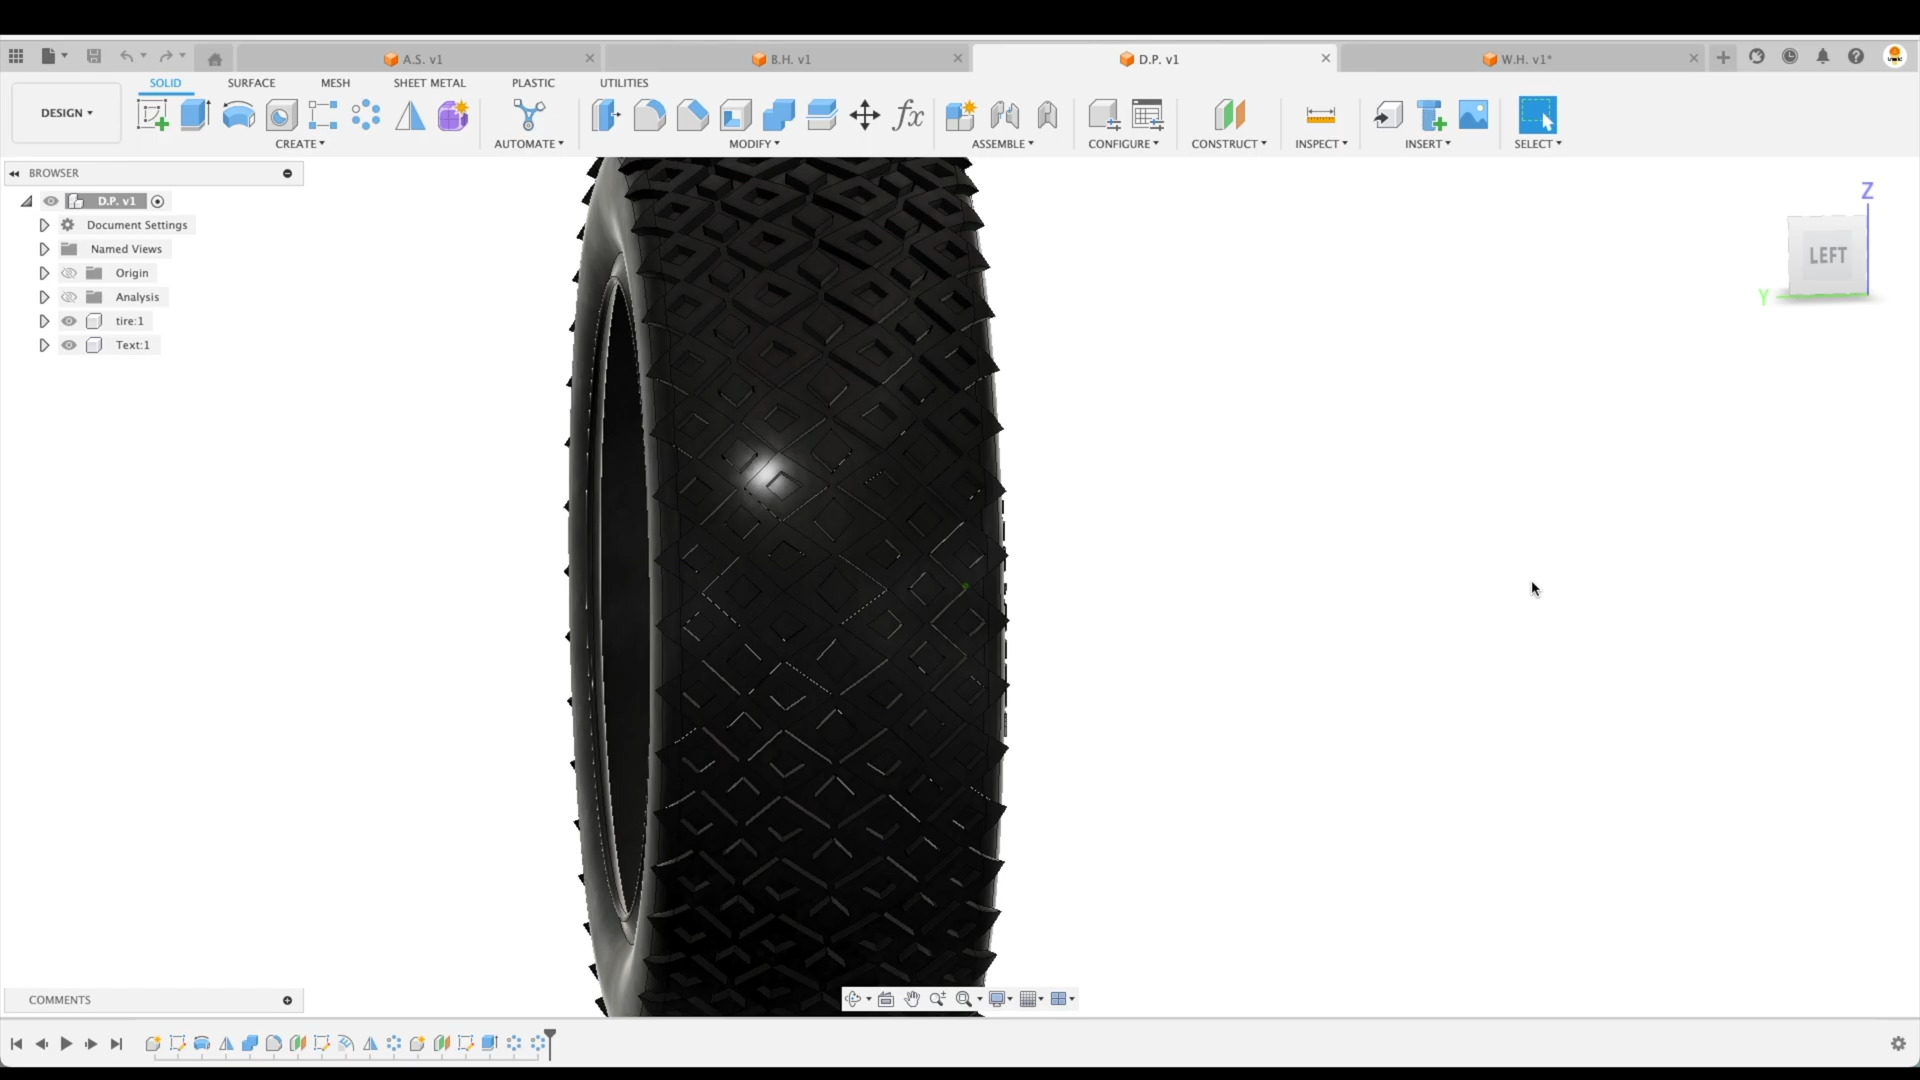 A.S. v1
B.H. v1
D.P. v1
W.H. v1*
SOLID
SURFACE
MESH
SHEET METAL
PLASTIC
UTILITIES
DESIGN
CREATE
AUTOMATE
MODIFY
ASSEMBLE
CONFIGURE
CONSTRUCT
INSPECT
INSERT
SELECT
BROWSER
D.P. v1
Document Settings
Named Views
Origin
Analysis
tire:1
Text:1
Z
LEFT
Y
COMMENTS